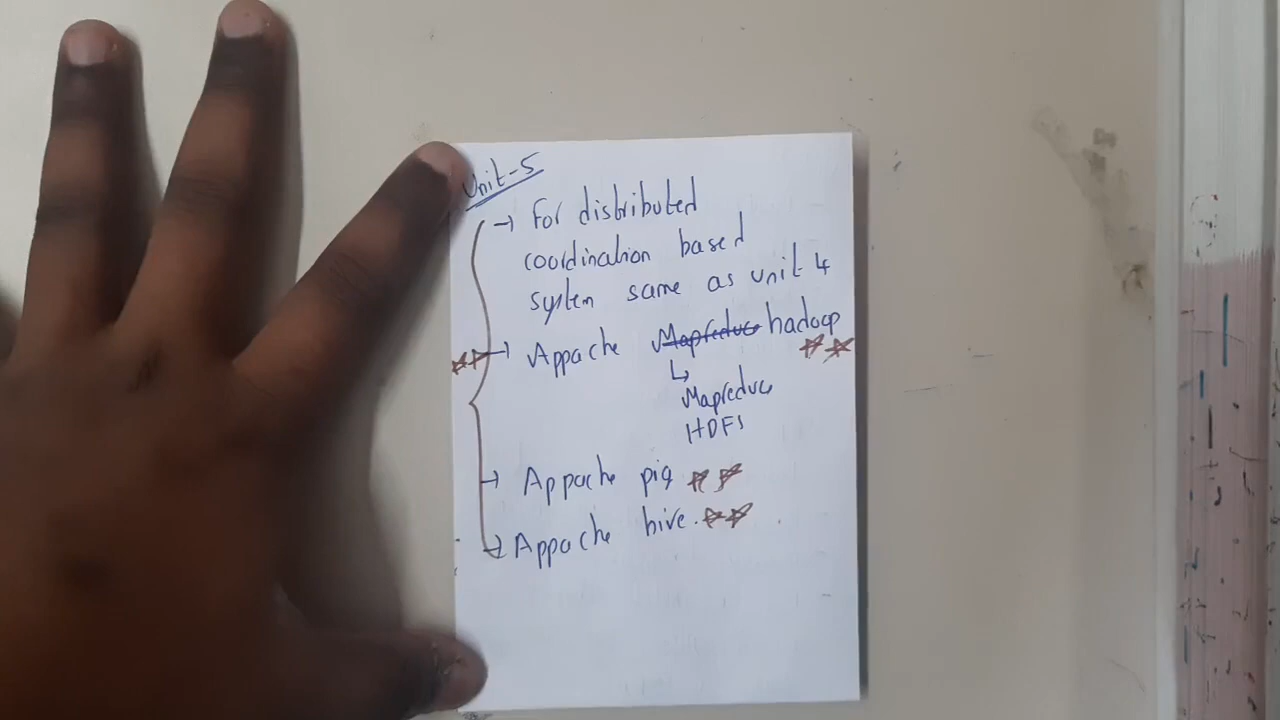 Unit-5
→ For distributed
coordination based
system same as unit 4
→ Appache Mapreduce hadoop
↳
Mapreduce
HDFS
→ Appache pig
→ Appache hive.